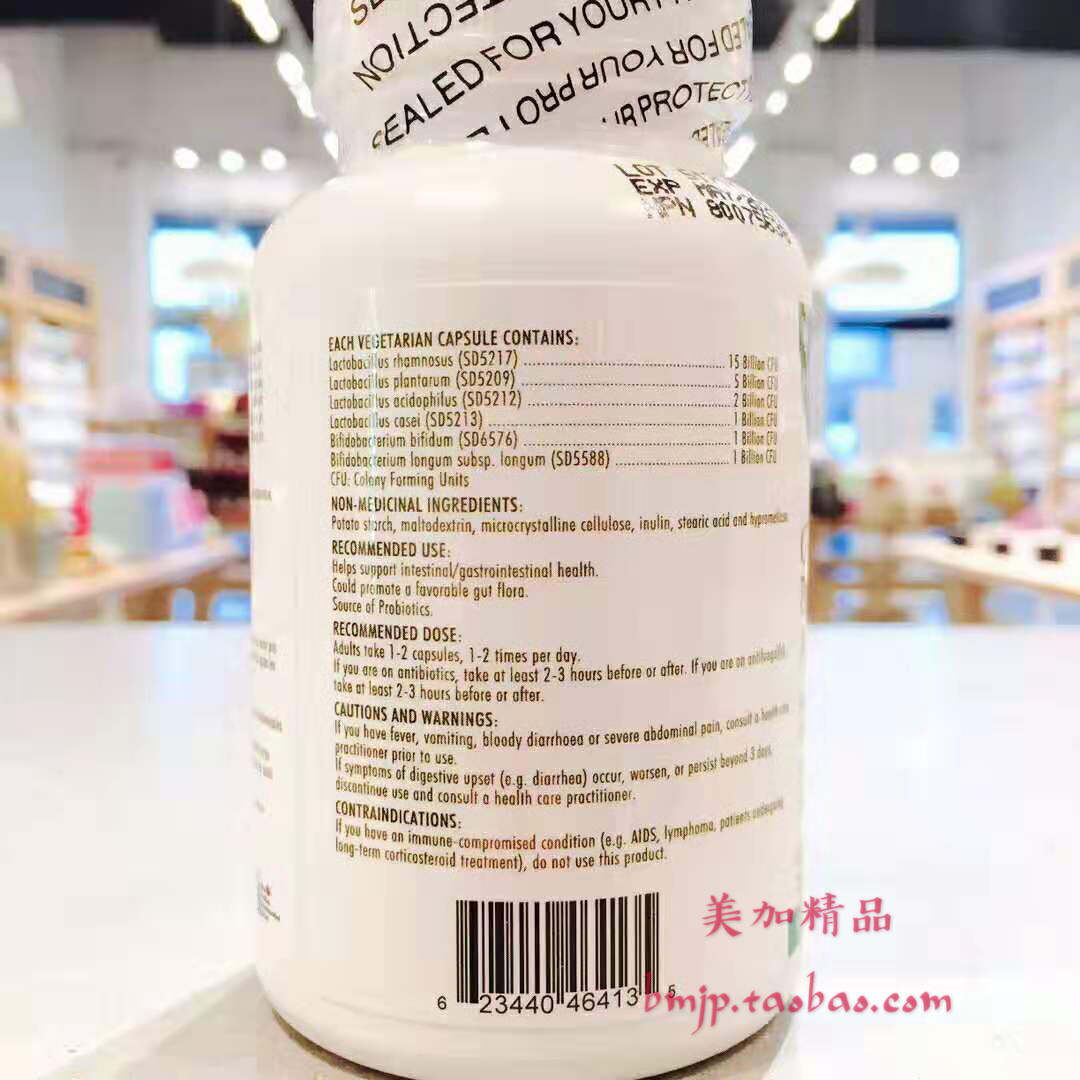 SEALED FOR YOUR
LOT
EXP MAY
NPN 800756
EACH VEGETARIAN CAPSULE CONTAINS:
Lactobacillus rhamnosus (SD5217) 15 Billion CFU
Lactobacillus plantarum (SD5209) 5 Billion CFU
Lactobacillus acidophilus (SD5212) 2 Billion CFU
Lactobacillus casei (SD5213) 1 Billion CFU
Bifidobacterium bifidum (SD6576) 1 Billion CFU
Bifidobacterium longum subsp. longum (SD5588) 1 Billion CFU
CFU: Colony Forming Units
NON-MEDICINAL INGREDIENTS:
Potato starch, maltodextrin, microcrystalline cellulose, inulin, stearic acid and hypromellose.
RECOMMENDED USE:
Helps support intestinal/gastrointestinal health.
Could promote a favorable gut flora.
Source of Probiotics.
RECOMMENDED DOSE:
Adults take 1-2 capsules, 1-2 times per day.
If you are on antibiotics, take at least 2-3 hours before or after. If you are on antifungals,
take at least 2-3 hours before or after.
CAUTIONS AND WARNINGS:
If you have fever, vomiting, bloody diarrhoea or severe abdominal pain, consult a health care
practitioner prior to use.
If symptoms of digestive upset (e.g. diarrhea) occur, worsen, or persist beyond 3 days,
discontinue use and consult a health care practitioner.
CONTRAINDICATIONS:
If you have an immune-compromised condition (e.g. AIDS, lymphoma, patients undergoing
long-term corticosteroid treatment), do not use this product.
6 23440 46413 5
美加精品
bmjp.taobao.com